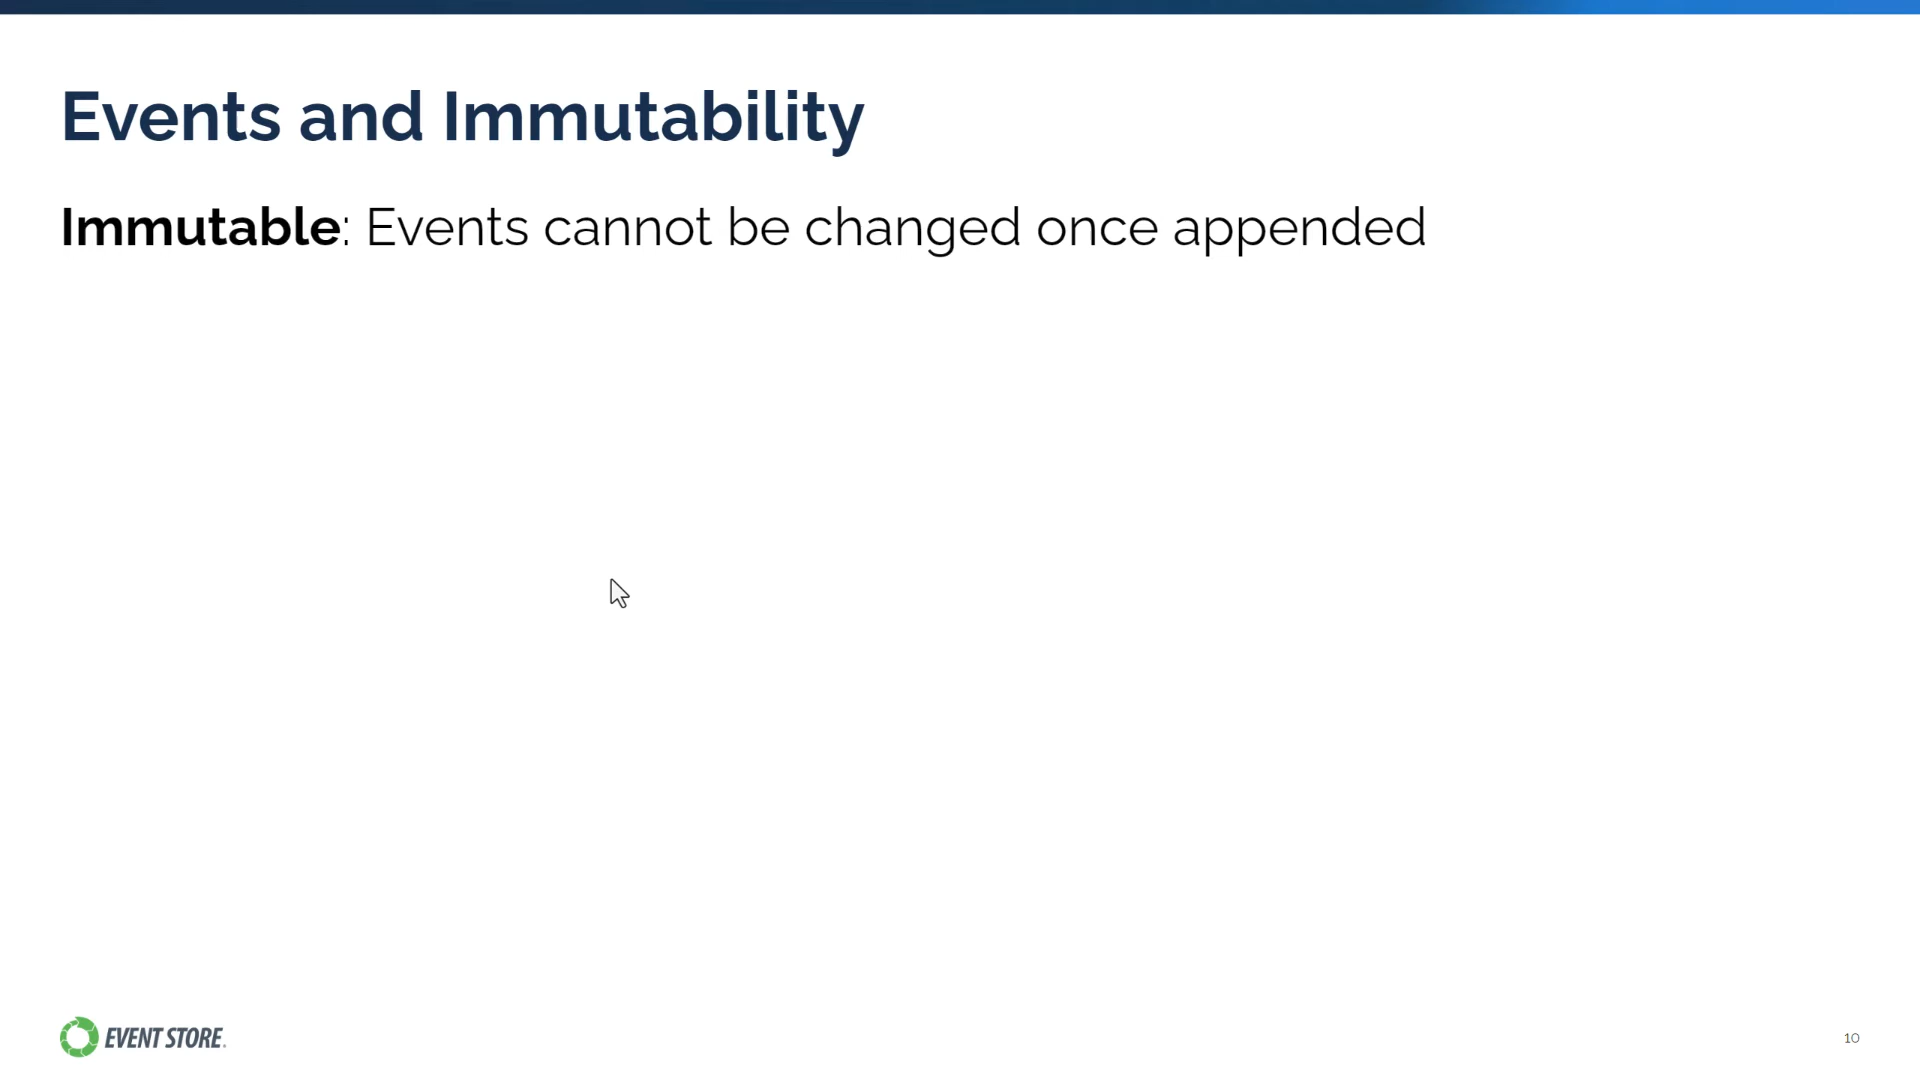 Events and Immutability
Immutable: Events cannot be changed once appended
EVENT STORE.
10